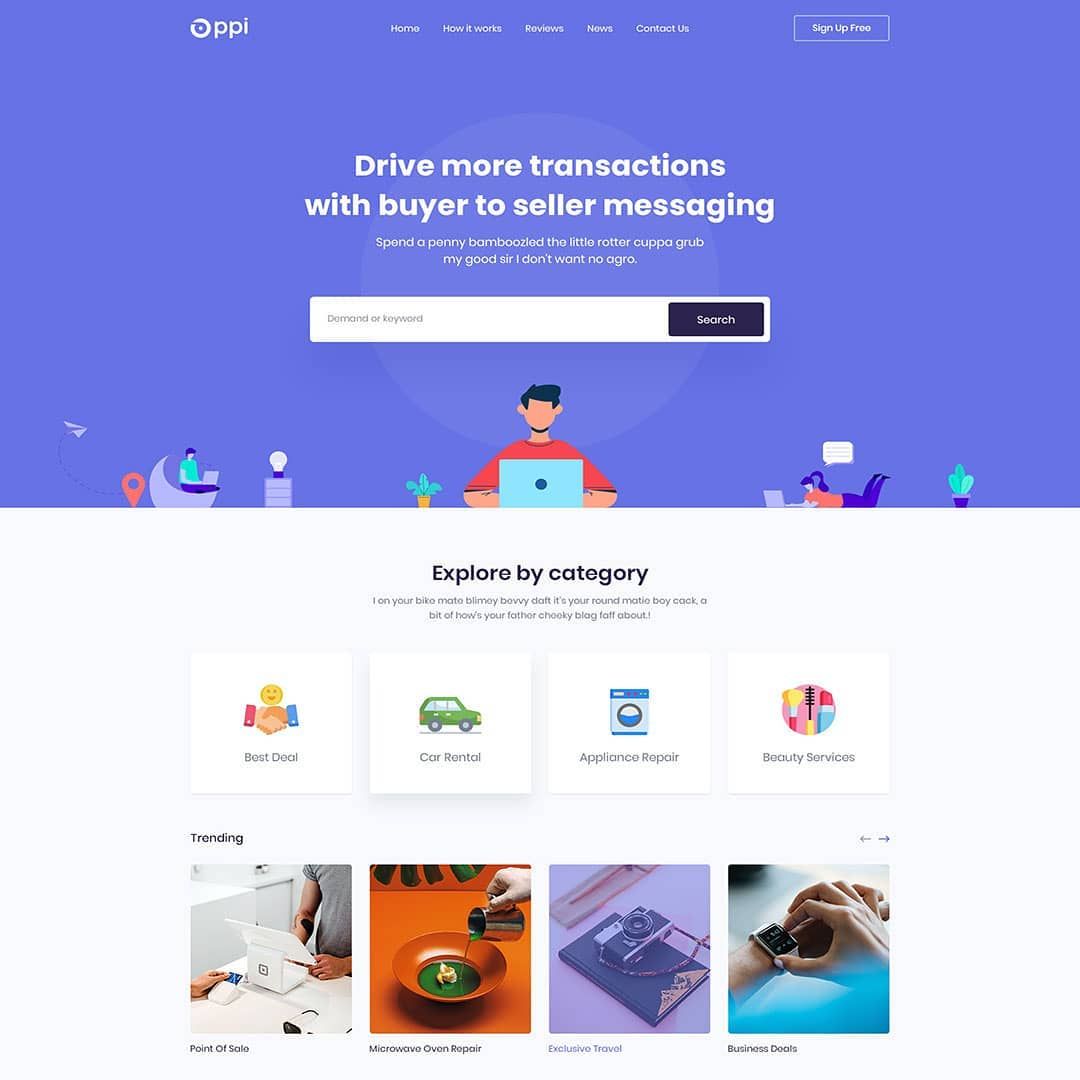 Oppi
Home How it works Reviews News Contact Us
Sign Up Free
Drive more transactions
with buyer to seller messaging
Spend a penny bamboozled the little rotter cuppa grub
my good sir I don't want no agro.
Demand or keyword
Search
Explore by category
I on your bike mate blimey bevvy daft it's your round matie boy cack, a
bit of how's your father cheeky blag faff about.!
Best Deal
Car Rental
Appliance Repair
Beauty Services
Trending
Point Of Sale
Microwave Oven Repair
Exclusive Travel
Business Deals